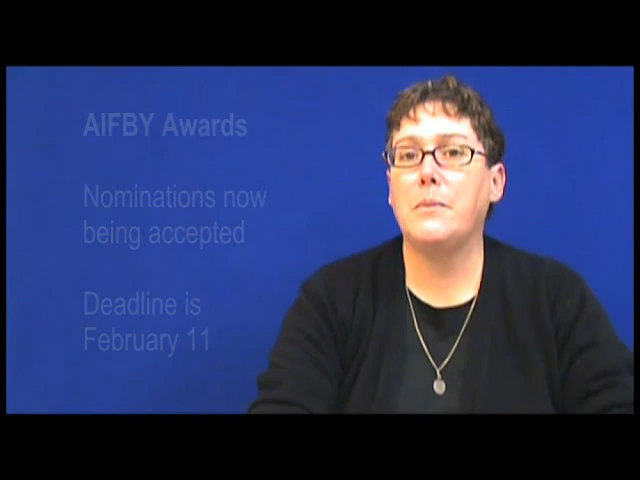 AIFBY Awards
Nominations now
being accepted
Deadline is
February 11